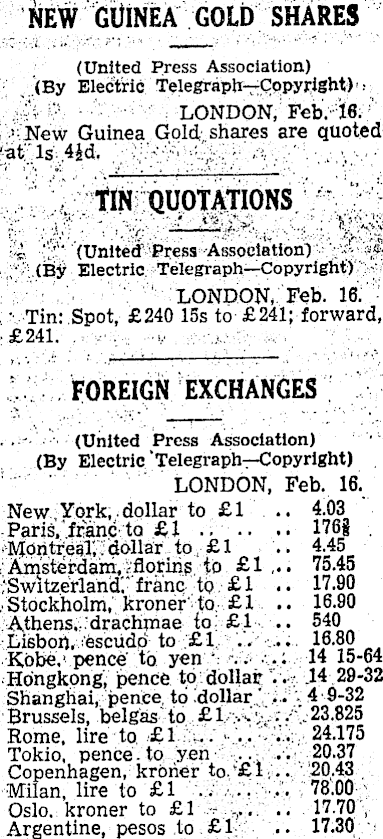 NEW GUINEA GOLD SHARES
(United Press Association)
(By Electric Telegraph—Copyright)
LONDON, Feb. 16.
New Guinea Gold shares are quoted
at 1s 4½d.
TIN QUOTATIONS
(United Press Association)
(By Electric Telegraph—Copyright)
LONDON, Feb. 16.
Tin: Spot, £240 15s to £241; forward,
£241.
FOREIGN EXCHANGES
(United Press Association)
(By Electric Telegraph—Copyright)
LONDON, Feb. 16.
New York, dollar to £1 .. 4.03
Paris, franc to £1 .. .. .. 176⅜
Montreal, dollar to £1 .. 4.45
Amsterdam, florins to £1 .. 75.45
Switzerland, franc to £1 .. 17.90
Stockholm, kroner to £1 .. 16.90
Athens, drachmae to £1 .. 540
Lisbon, escudo to £1 .. .. 16.80
Kobe, pence to yen .. .. 14 15-64
Hongkong, pence to dollar .. 14 29-32
Shanghai, pence to dollar .. 4 9-32
Brussels, belgas to £1 .. .. 23.825
Rome, lire to £1 .. .. .. 24.175
Tokio, pence to yen .. .. 20.37
Copenhagen, kroner to £1 .. 20.43
Milan, lire to £1 .. .. .. 78.00
Oslo, kroner to £1 .. .. 17.70
Argentine, pesos to £1 .. 17.30